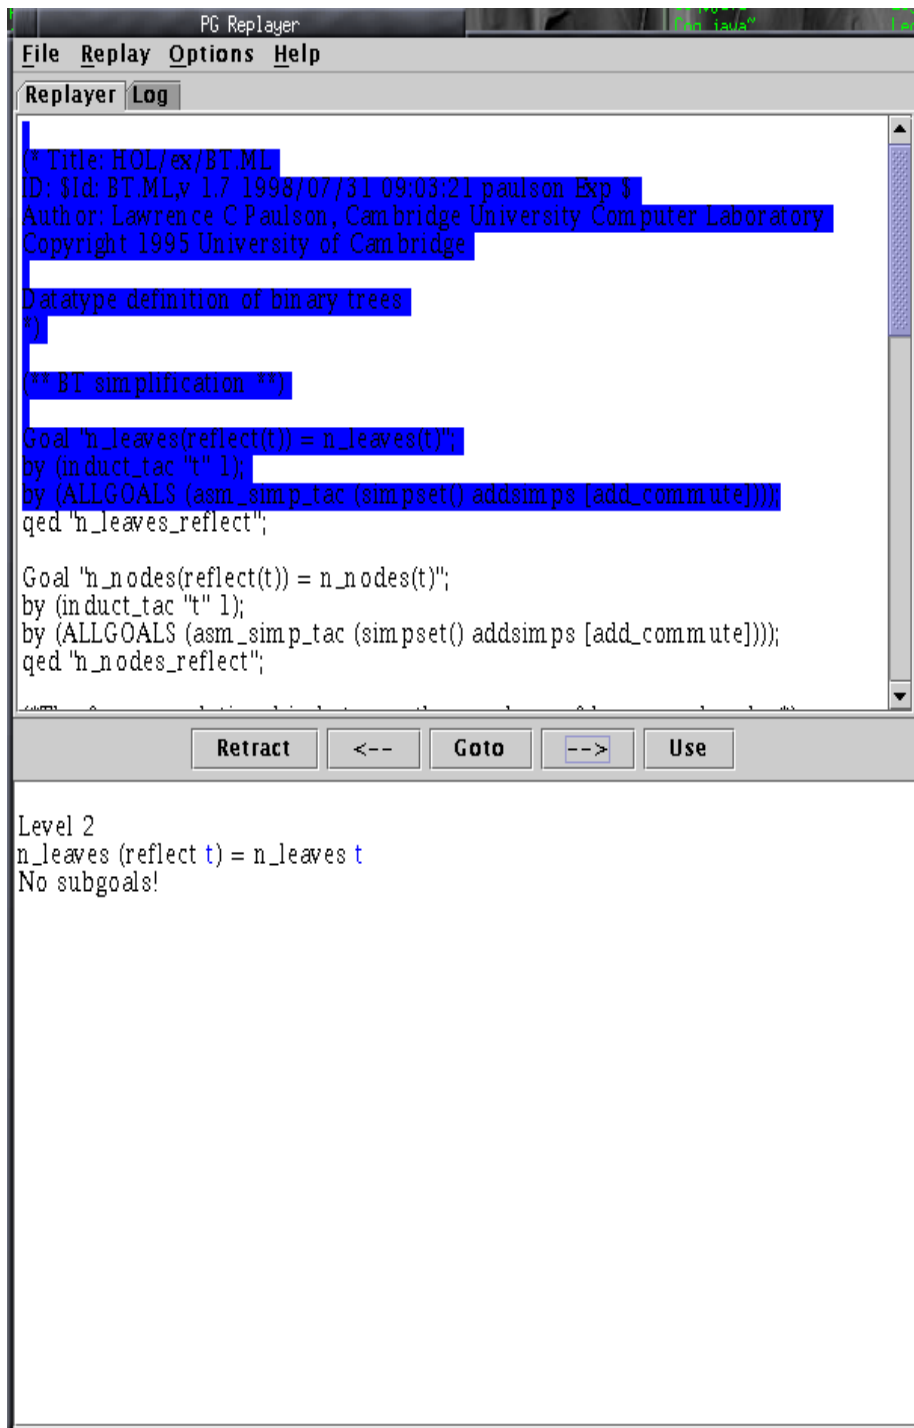 PG Replayer
Cog java~
File Replay Options Help
Replayer Log
(* Title: HOL/ex/BT.ML
ID: $Id: BT.ML,v 1.7 1998/07/31 09:03:21 paulson Exp $
Author: Lawrence C Paulson, Cambridge University Computer Laboratory
Copyright 1995 University of Cambridge
Datatype definition of binary trees
*)
(** BT simplification **)
Goal "n_leaves(reflect(t)) = n_leaves(t)";
by (induct_tac "t" 1);
by (ALLGOALS (asm_simp_tac (simpset() addsimps [add_commute])));
qed "n_leaves_reflect";
Goal "n_nodes(reflect(t)) = n_nodes(t)";
by (induct_tac "t" 1);
by (ALLGOALS (asm_simp_tac (simpset() addsimps [add_commute])));
qed "n_nodes_reflect";
Retract <-- Goto --> Use
Level 2
n_leaves (reflect t) = n_leaves t
No subgoals!